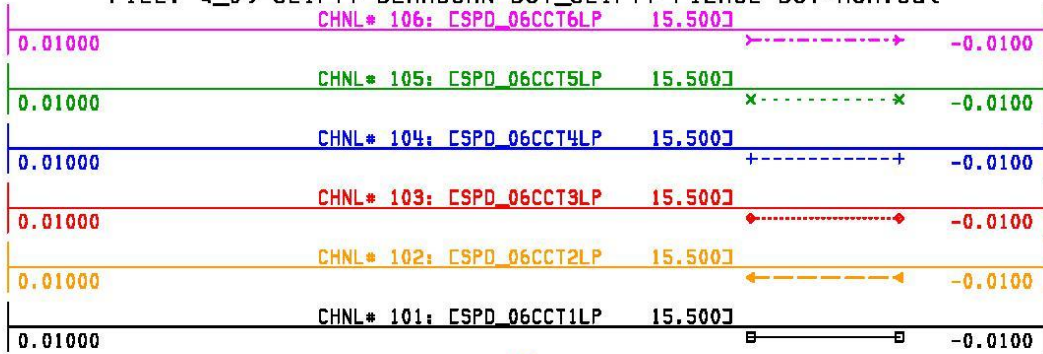 CHNL# 106: [SPD_06CCT6LP 15.500]
0.01000 -0.0100
CHNL# 105: [SPD_06CCT5LP 15.500]
0.01000 -0.0100
CHNL# 104: [SPD_06CCT4LP 15.500]
0.01000 -0.0100
CHNL# 103: [SPD_06CCT3LP 15.500]
0.01000 -0.0100
CHNL# 102: [SPD_06CCT2LP 15.500]
0.01000 -0.0100
CHNL# 101: [SPD_06CCT1LP 15.500]
0.01000 -0.0100